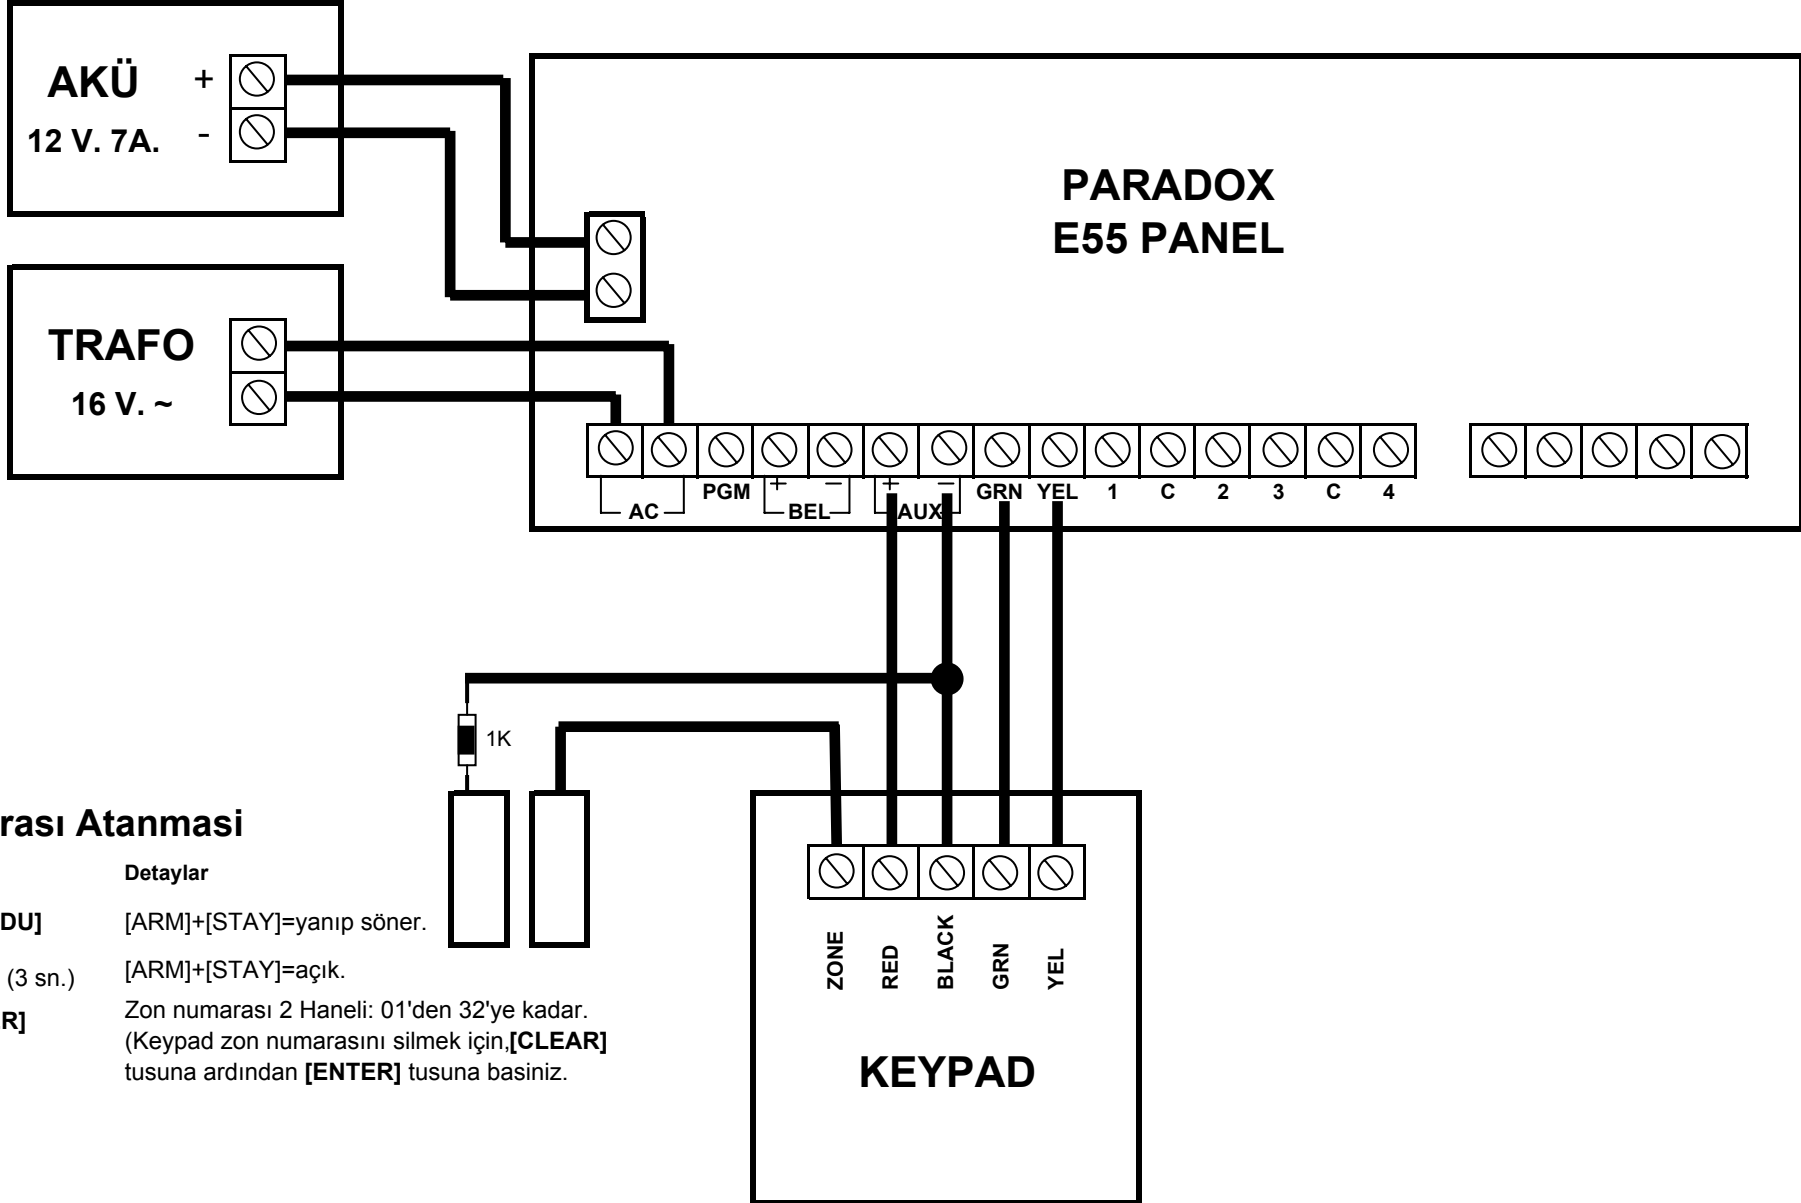 AKÜ +
12 V. 7A. -
PARADOX
E55 PANEL
TRAFO
16 V. ~
+ - + -
PGM GRN YEL 1 C 2 3 C 4
AC BEL AUX
1K
rası Atanmasi
Detaylar
DU] [ARM]+[STAY]=yanıp söner.
(3 sn.) [ARM]+[STAY]=açık.
R] Zon numarası 2 Haneli: 01'den 32'ye kadar.
(Keypad zon numarasını silmek için,[CLEAR]
tusuna ardından [ENTER] tusuna basiniz.
ZONE
RED
BLACK
GRN
YEL
KEYPAD